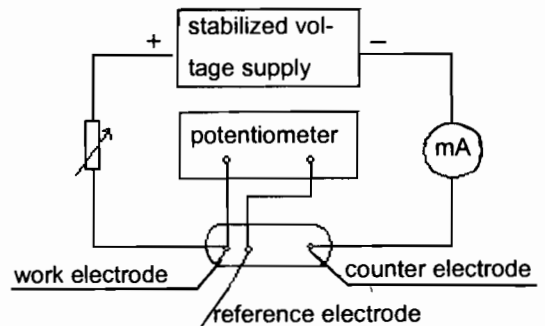 +
stabilized vol-
tage supply
−
potentiometer
mA
work electrode
counter electrode
reference electrode